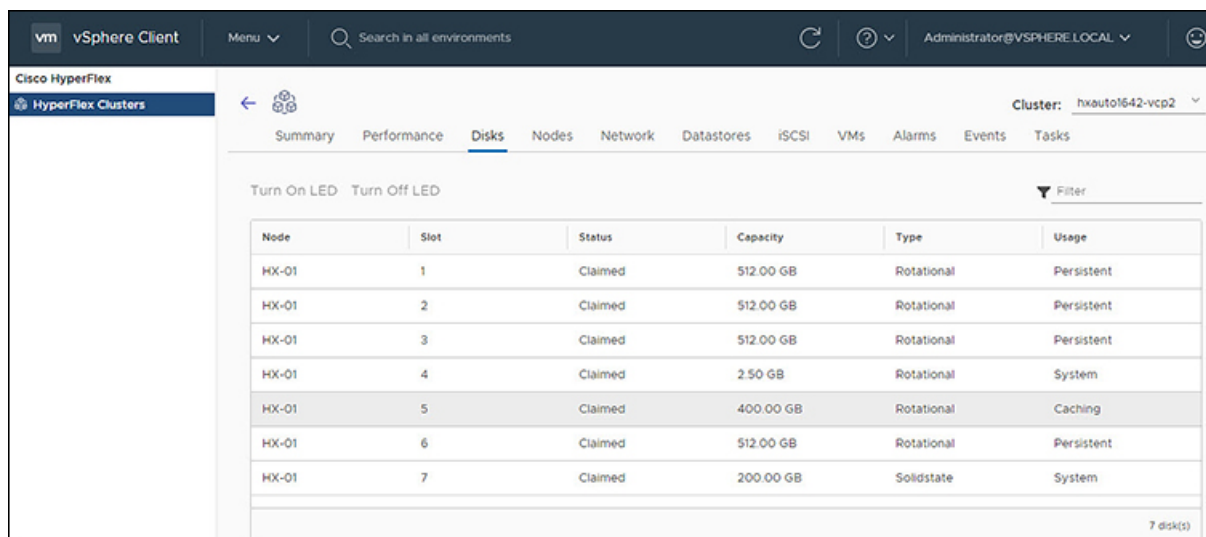 vm vSphere Client Menu Search in all environments Administrator@VSPHERE.LOCAL
Cisco HyperFlex
HyperFlex Clusters
Cluster: hxauto1642-vcp2
Summary Performance Disks Nodes Network Datastores iSCSI VMs Alarms Events Tasks
Turn On LED Turn Off LED Filter
Node Slot Status Capacity Type Usage
HX-01 1 Claimed 512.00 GB Rotational Persistent
HX-01 2 Claimed 512.00 GB Rotational Persistent
HX-01 3 Claimed 512.00 GB Rotational Persistent
HX-01 4 Claimed 2.50 GB Rotational System
HX-01 5 Claimed 400.00 GB Rotational Caching
HX-01 6 Claimed 512.00 GB Rotational Persistent
HX-01 7 Claimed 200.00 GB Solidstate System
7 disk(s)